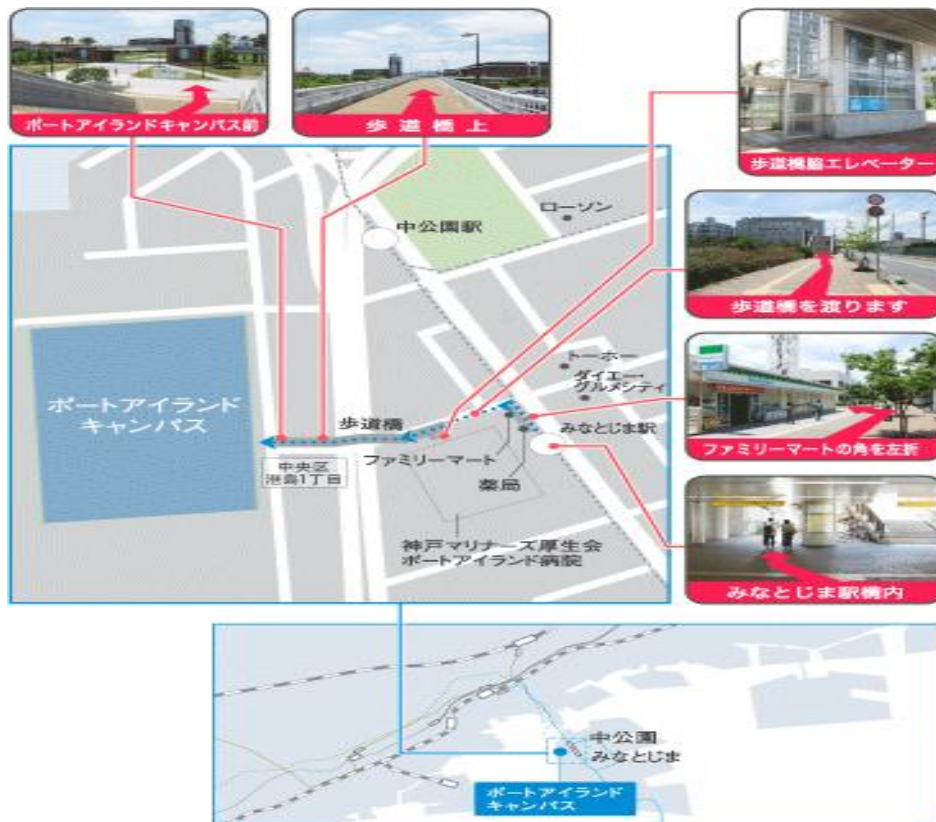 ポートアイランドキャンパス前
歩道橋上
歩道橋脇エレベーター
中公園駅
ローソン
歩道橋を渡ります
トーホー
ダイエー・
グルメシティ
ポートアイランド
キャンパス
歩道橋
みなとじま駅
ファミリーマート
ファミリーマートの角を左折
中央区
港島1丁目
薬局
神戸マリナーズ厚生会
ポートアイランド病院
みなとじま駅構内
中公園
みなとじま
ポートアイランド
キャンパス